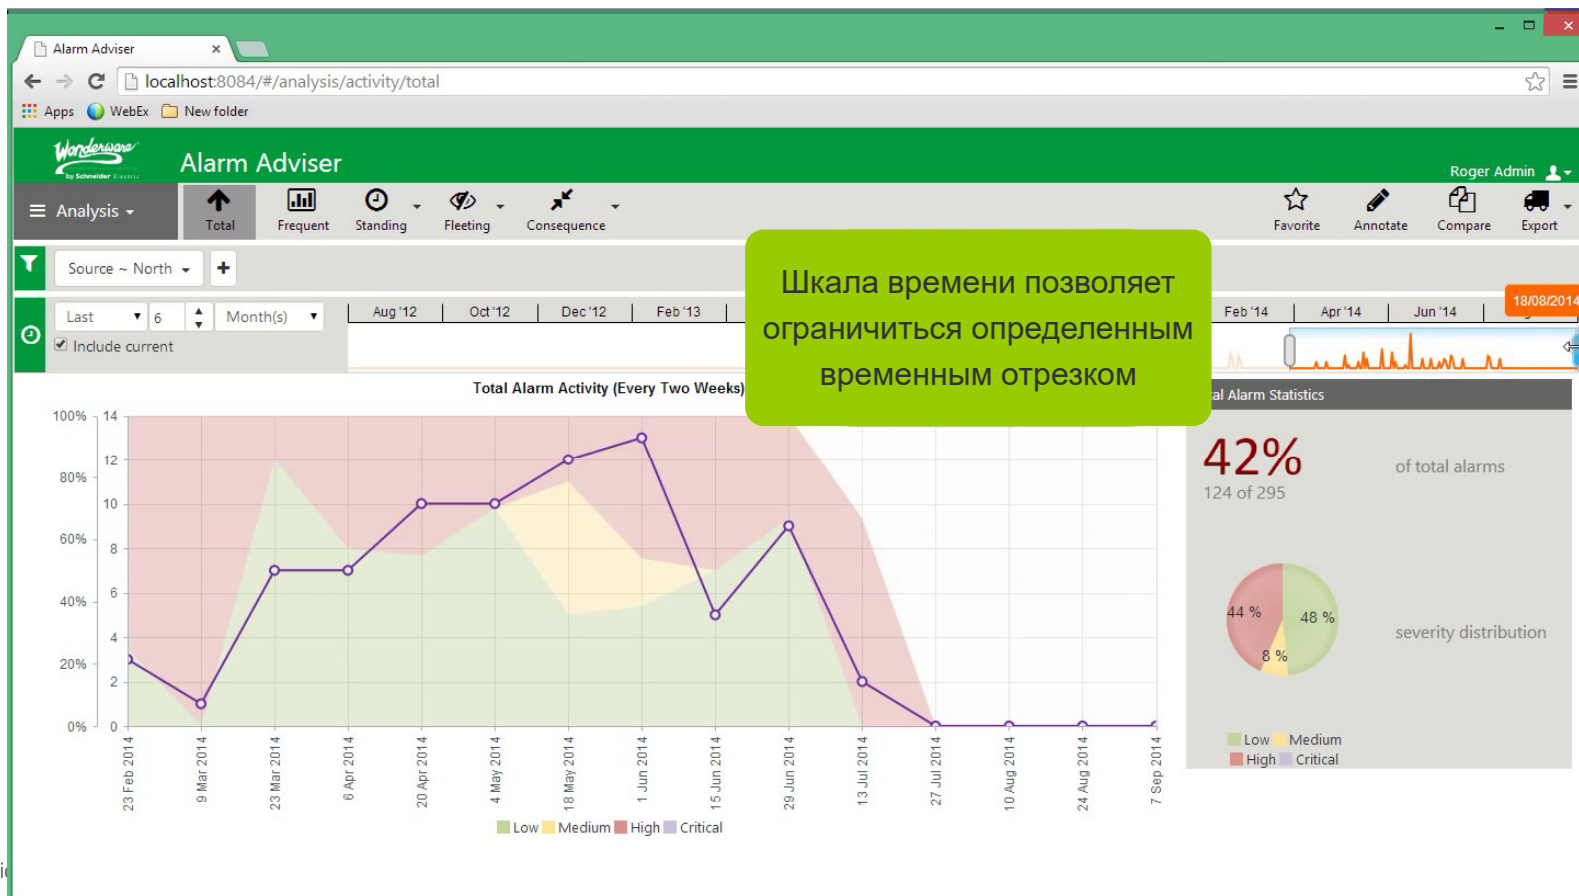 Alarm Adviser
localhost:8084/#/analysis/activity/total
Apps WebEx New folder
Wonderware
by Schneider Electric
Alarm Adviser
Roger Admin
Analysis
Total Frequent Standing Fleeting Consequence
Favorite Annotate Compare Export
Source ~ North
Шкала времени позволяет
ограничиться определенным
временным отрезком
Last 6 Month(s)
Include current
Aug '12 Oct '12 Dec '12 Feb '13 Feb '14 Apr '14 Jun '14
18/08/2014
Total Alarm Activity (Every Two Weeks)
al Alarm Statistics
100% 14
12
80%
10
60%
8
40%
6
4
20%
2
0% 0
23 Feb 2014
9 Mar 2014
23 Mar 2014
6 Apr 2014
20 Apr 2014
4 May 2014
18 May 2014
1 Jun 2014
15 Jun 2014
29 Jun 2014
13 Jul 2014
27 Jul 2014
10 Aug 2014
24 Aug 2014
7 Sep 2014
Low Medium High Critical
42% of total alarms
124 of 295
44 % 48 %
8 %
severity distribution
Low Medium
High Critical